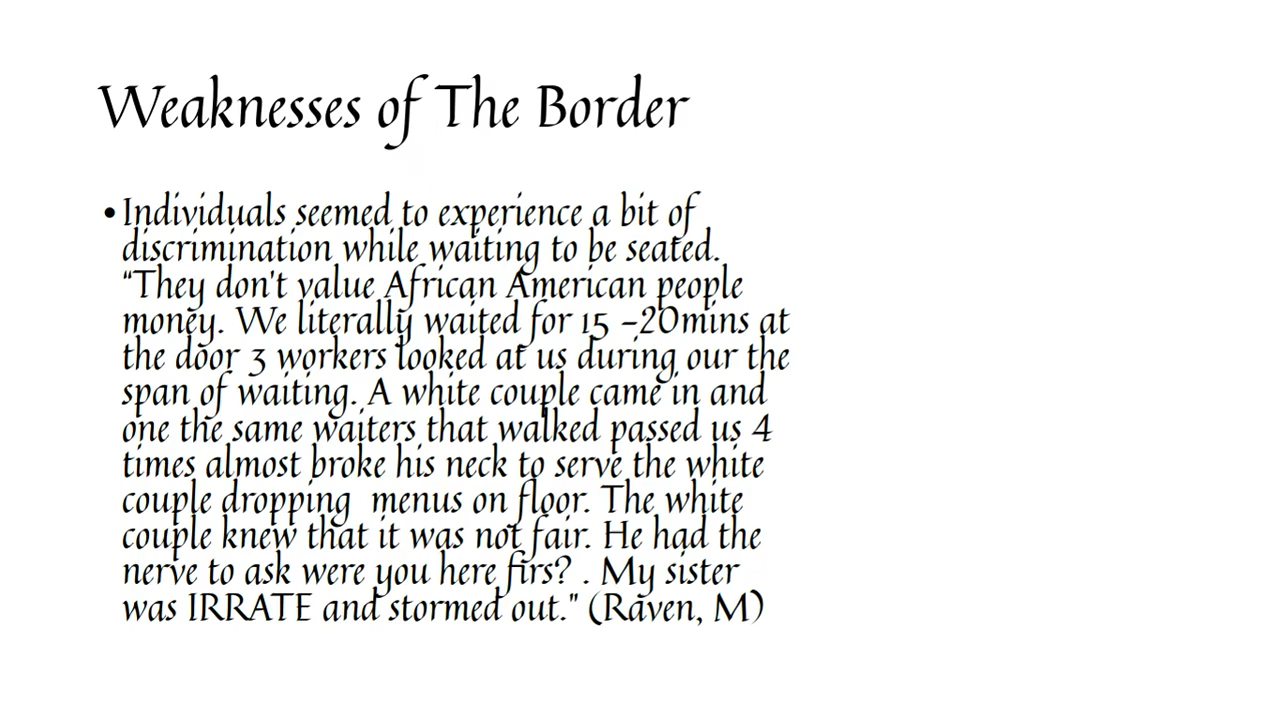 Weaknesses of The Border
• Individuals seemed to experience a bit of
discrimination while waiting to be seated.
“They don't value African American people
money. We literally waited for 15 –20mins at
the door 3 workers looked at us during our the
span of waiting. A white couple came in and
one the same waiters that walked passed us 4
times almost broke his neck to serve the white
couple dropping  menus on floor. The white
couple knew that it was not fair. He had the
nerve to ask were you here firs? . My sister
was IRRATE and stormed out.” (Raven, M)